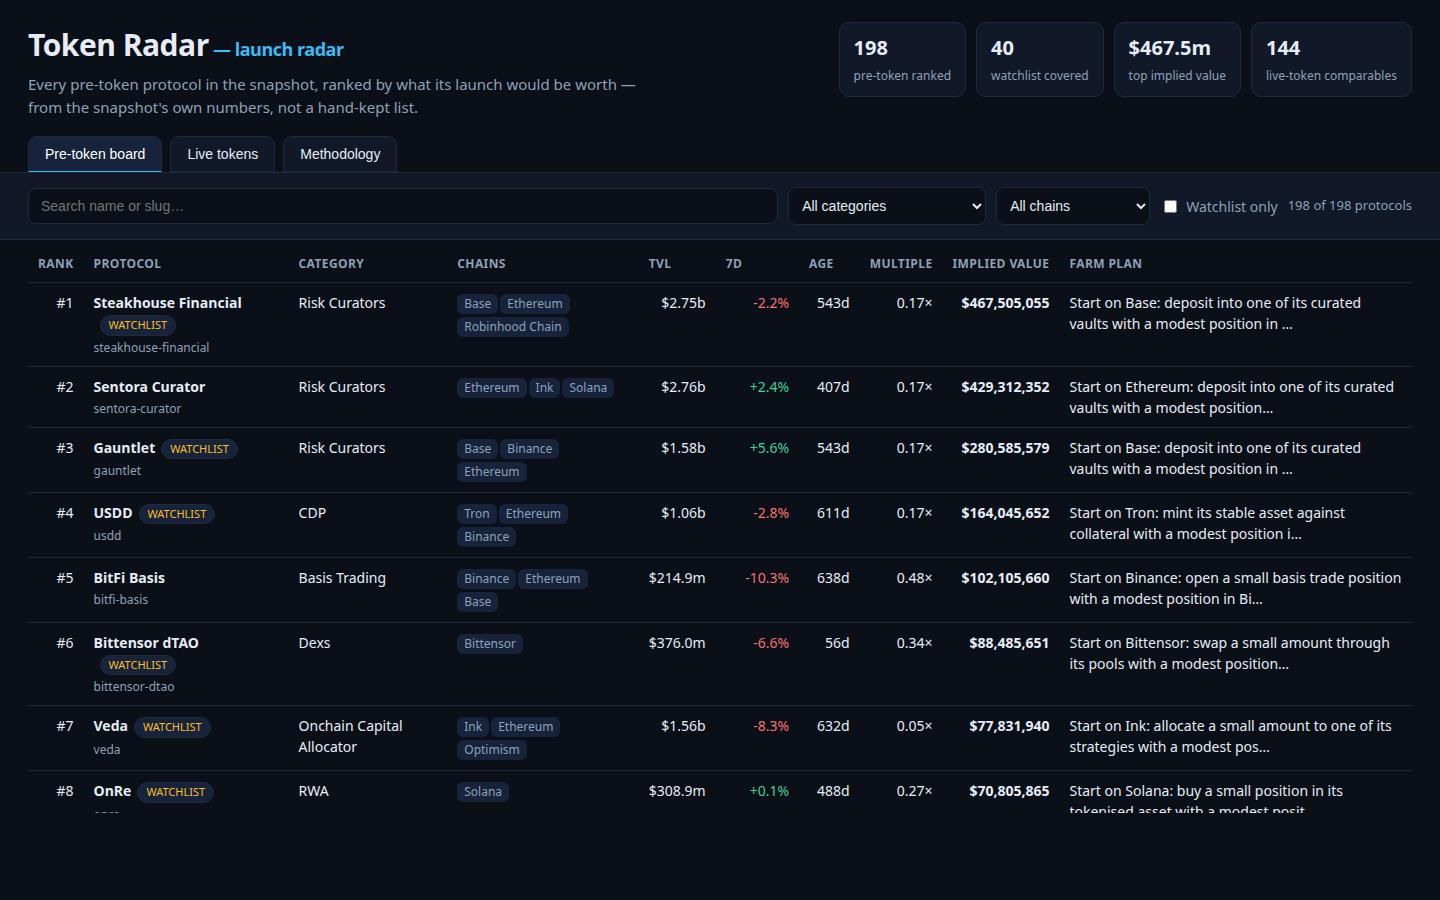 Token Radar — launch radar
Every pre-token protocol in the snapshot, ranked by what its launch would be worth —
from the snapshot's own numbers, not a hand-kept list.
198
pre-token ranked
40
watchlist covered
$467.5m
top implied value
144
live-token comparables
Pre-token board
Live tokens
Methodology
Search name or slug…
All categories
All chains
Watchlist only
198 of 198 protocols
RANK PROTOCOL CATEGORY CHAINS TVL 7D AGE MULTIPLE IMPLIED VALUE FARM PLAN
#1 Steakhouse Financial Risk Curators Base Ethereum $2.75b -2.2% 543d 0.17× $467,505,055 Start on Base: deposit into one of its curated
WATCHLIST Robinhood Chain vaults with a modest position in ...
steakhouse-financial
#2 Sentora Curator Risk Curators Ethereum Ink Solana $2.76b +2.4% 407d 0.17× $429,312,352 Start on Ethereum: deposit into one of its curated
sentora-curator vaults with a modest position...
#3 Gauntlet WATCHLIST Risk Curators Base Binance $1.58b +5.6% 543d 0.17× $280,585,579 Start on Base: deposit into one of its curated
gauntlet Ethereum vaults with a modest position in ...
#4 USDD WATCHLIST CDP Tron Ethereum $1.06b -2.8% 611d 0.17× $164,045,652 Start on Tron: mint its stable asset against
usdd Binance collateral with a modest position i...
#5 BitFi Basis Basis Trading Binance Ethereum $214.9m -10.3% 638d 0.48× $102,105,660 Start on Binance: open a small basis trade position
bitfi-basis Base with a modest position in Bi...
#6 Bittensor dTAO Dexs Bittensor $376.0m -6.6% 56d 0.34× $88,485,651 Start on Bittensor: swap a small amount through
WATCHLIST its pools with a modest position...
bittensor-dtao
#7 Veda WATCHLIST Onchain Capital Ink Ethereum $1.56b -8.3% 632d 0.05× $77,831,940 Start on Ink: allocate a small amount to one of its
veda Allocator Optimism strategies with a modest pos...
#8 OnRe WATCHLIST RWA Solana $308.9m +0.1% 488d 0.27× $70,805,865 Start on Solana: buy a small position in its
tokenised asset with a modest posit